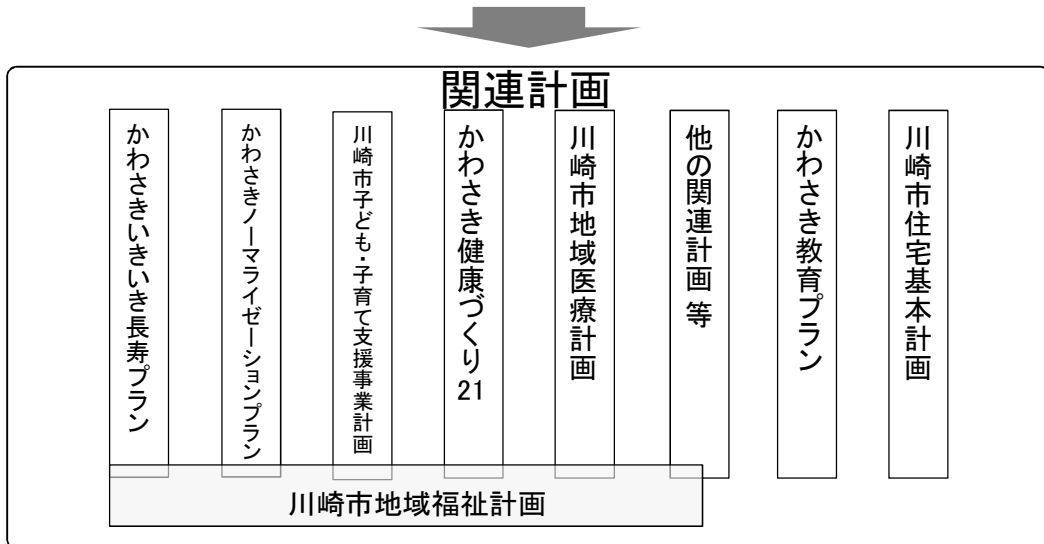 関連計画
かわさきいきいき長寿プラン
かわさきノーマライゼーションプラン
川崎市子ども・子育て支援事業計画
かわさき健康づくり21
川崎市地域医療計画
他の関連計画 等
かわさき教育プラン
川崎市住宅基本計画
川崎市地域福祉計画